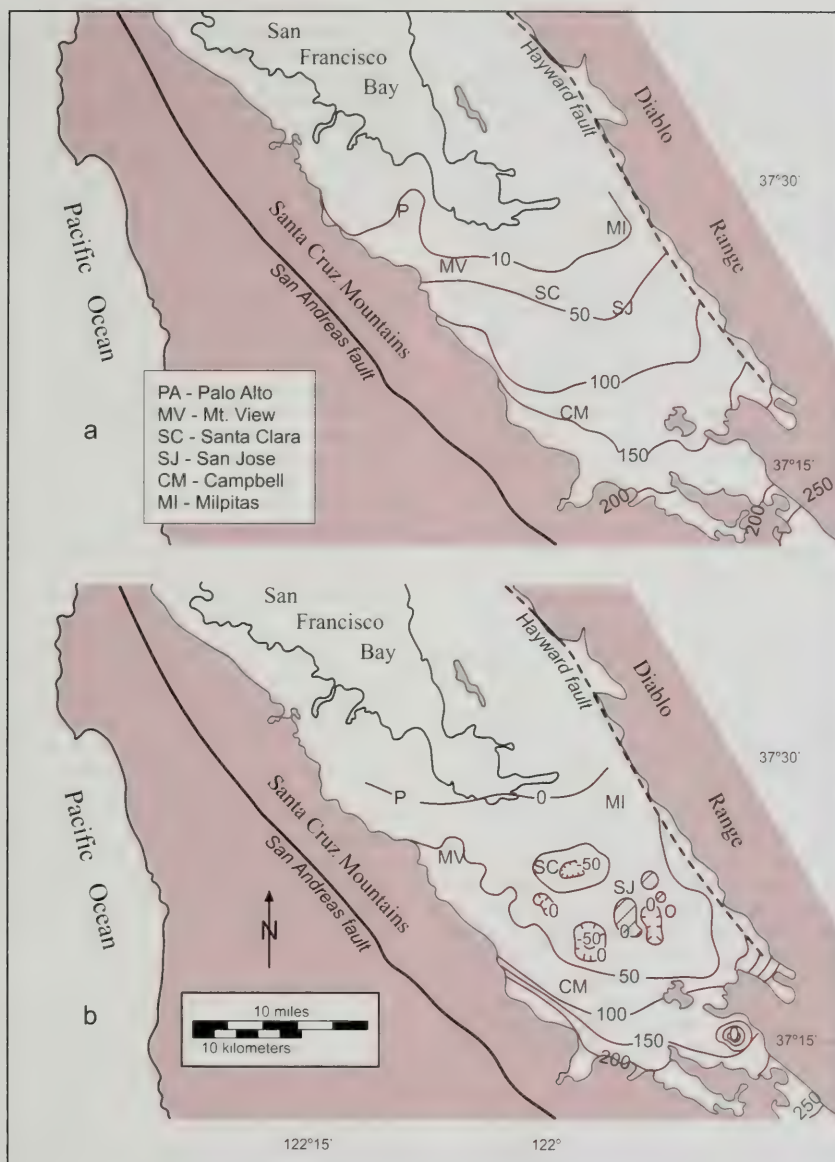 San
Francisco
Bay
Hayward fault
Diablo
Range
37°30´
Pacific Ocean
Santa Cruz Mountains
San Andreas fault
P
MV
MI
10
SC
SJ
50
100
CM
150
37°15´
200
200
250
PA - Palo Alto
MV - Mt. View
SC - Santa Clara
SJ - San Jose
CM - Campbell
MI - Milpitas
a
San
Francisco
Bay
Hayward fault
Diablo
Range
37°30´
Pacific Ocean
Santa Cruz Mountains
San Andreas fault
P
0
MI
MV
SC
-50
SJ
0
0
0
0
-50
0
50
CM
100
150
37°15´
200
250
N
b
10 miles
10 kilometers
122°15´
122°